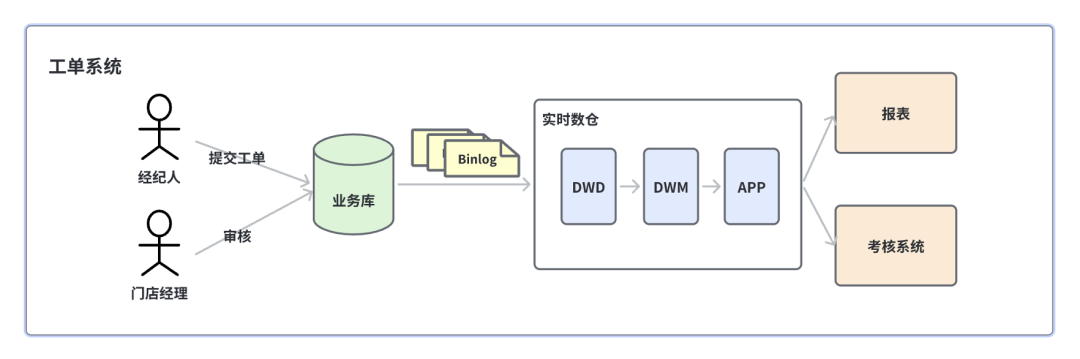 工单系统
提交工单
经纪人
审核
门店经理
业务库
Binlog
实时数仓
DWD
DWM
APP
报表
考核系统